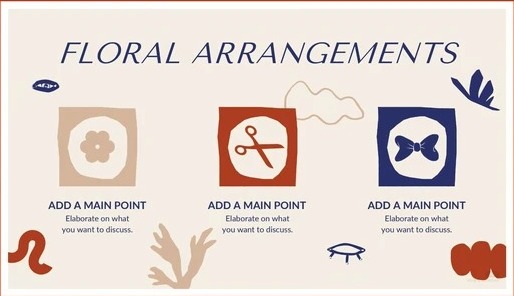 FLORAL ARRANGEMENTS
ADD A MAIN POINT
Elaborate on what
you want to discuss.
ADD A MAIN POINT
Elaborate on what
you want to discuss.
ADD A MAIN POINT
Elaborate on what
you want to discuss.